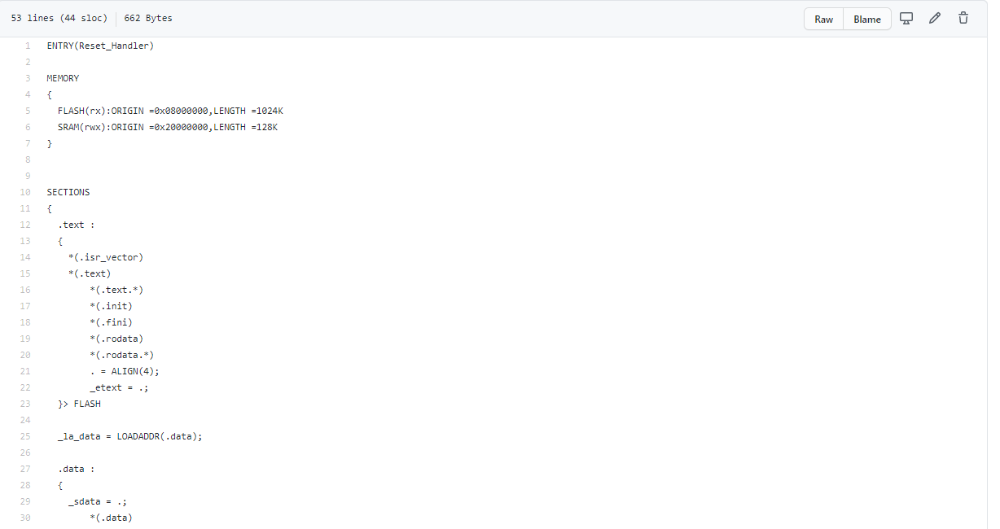 53 lines (44 sloc) 662 Bytes Raw Blame
1 ENTRY(Reset_Handler)
2
3 MEMORY
4 {
5 FLASH(rx):ORIGIN =0x08000000,LENGTH =1024K
6 SRAM(rwx):ORIGIN =0x20000000,LENGTH =128K
7 }
8
9
10 SECTIONS
11 {
12 .text :
13 {
14 *(.isr_vector)
15 *(.text)
16 *(.text.*)
17 *(.init)
18 *(.fini)
19 *(.rodata)
20 *(.rodata.*)
21 . = ALIGN(4);
22 _etext = .;
23 }> FLASH
24
25 _la_data = LOADADDR(.data);
26
27 .data :
28 {
29 _sdata = .;
30 *(.data)